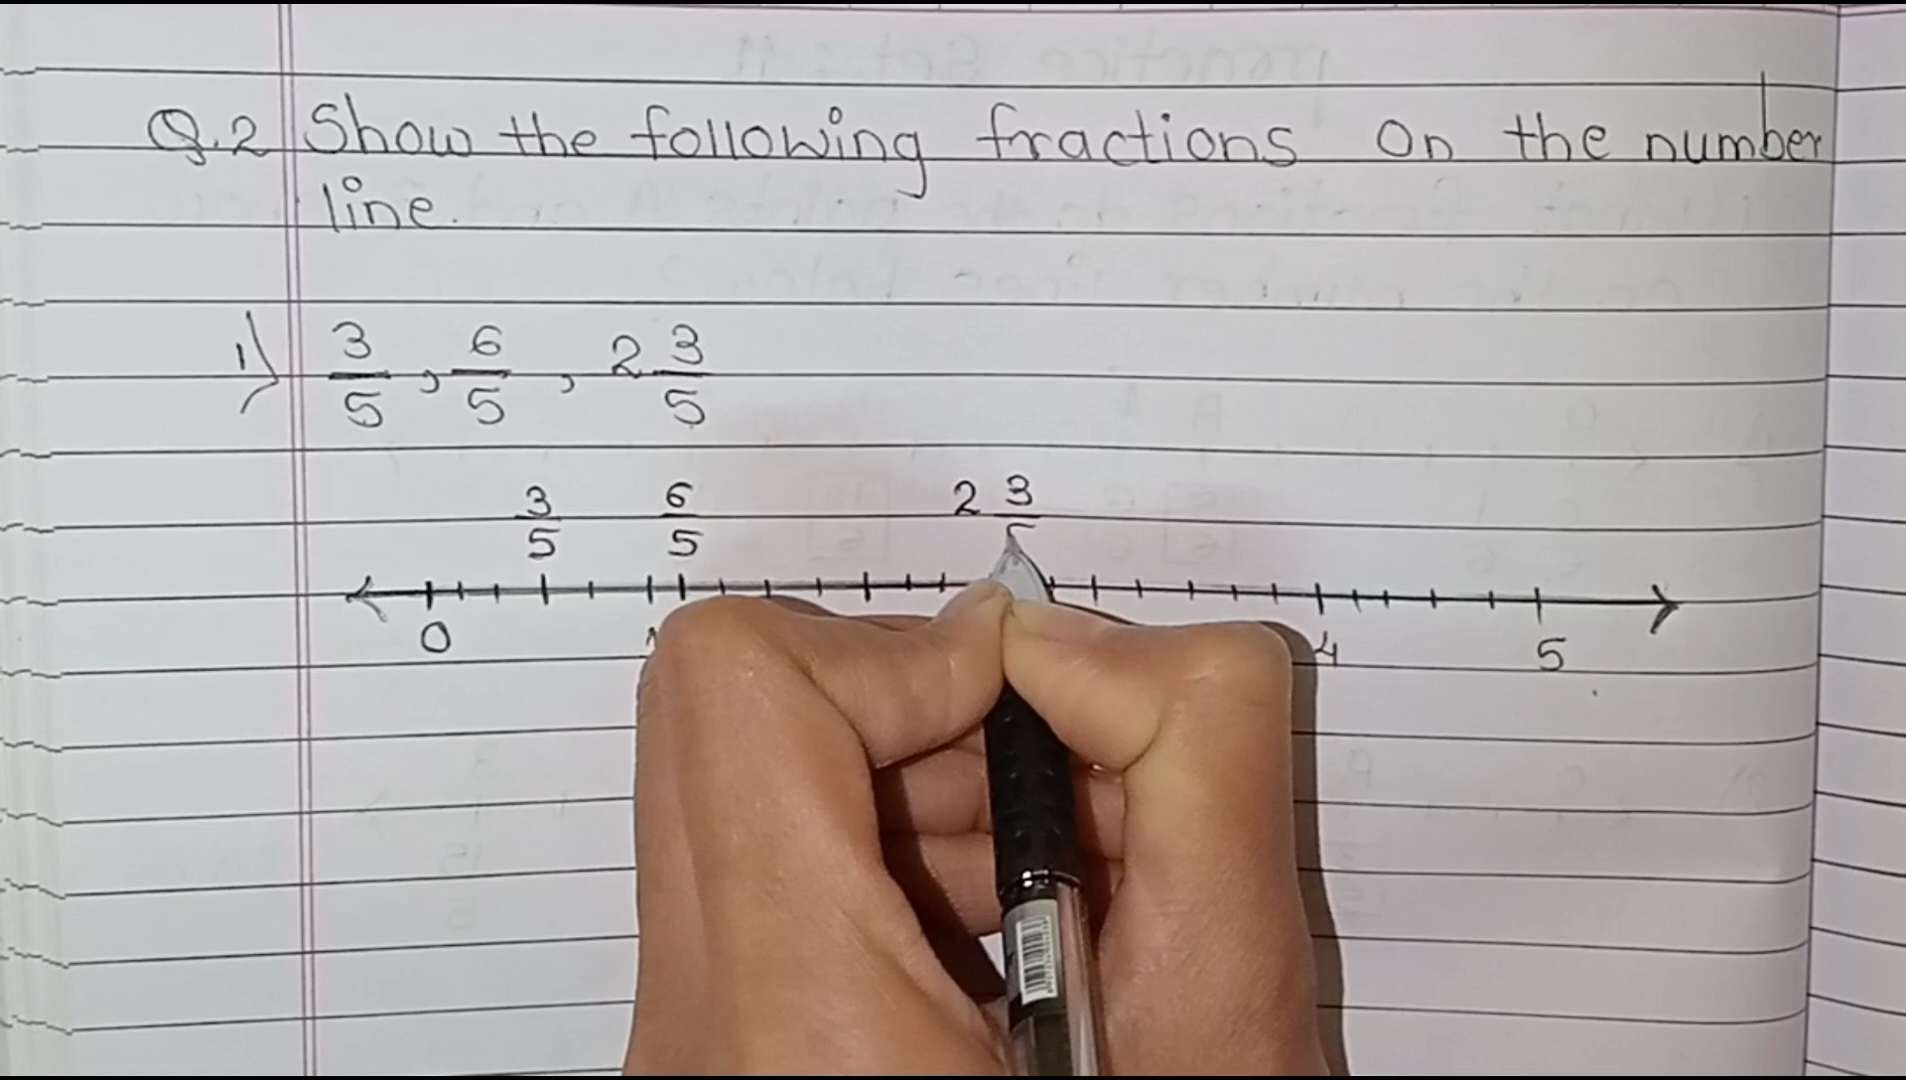 Q.2 Show the following fractions on the number
line.
1) 3/5, 6/5, 2 3/5
3/5 6/5 2 3/5
0 1 4 5